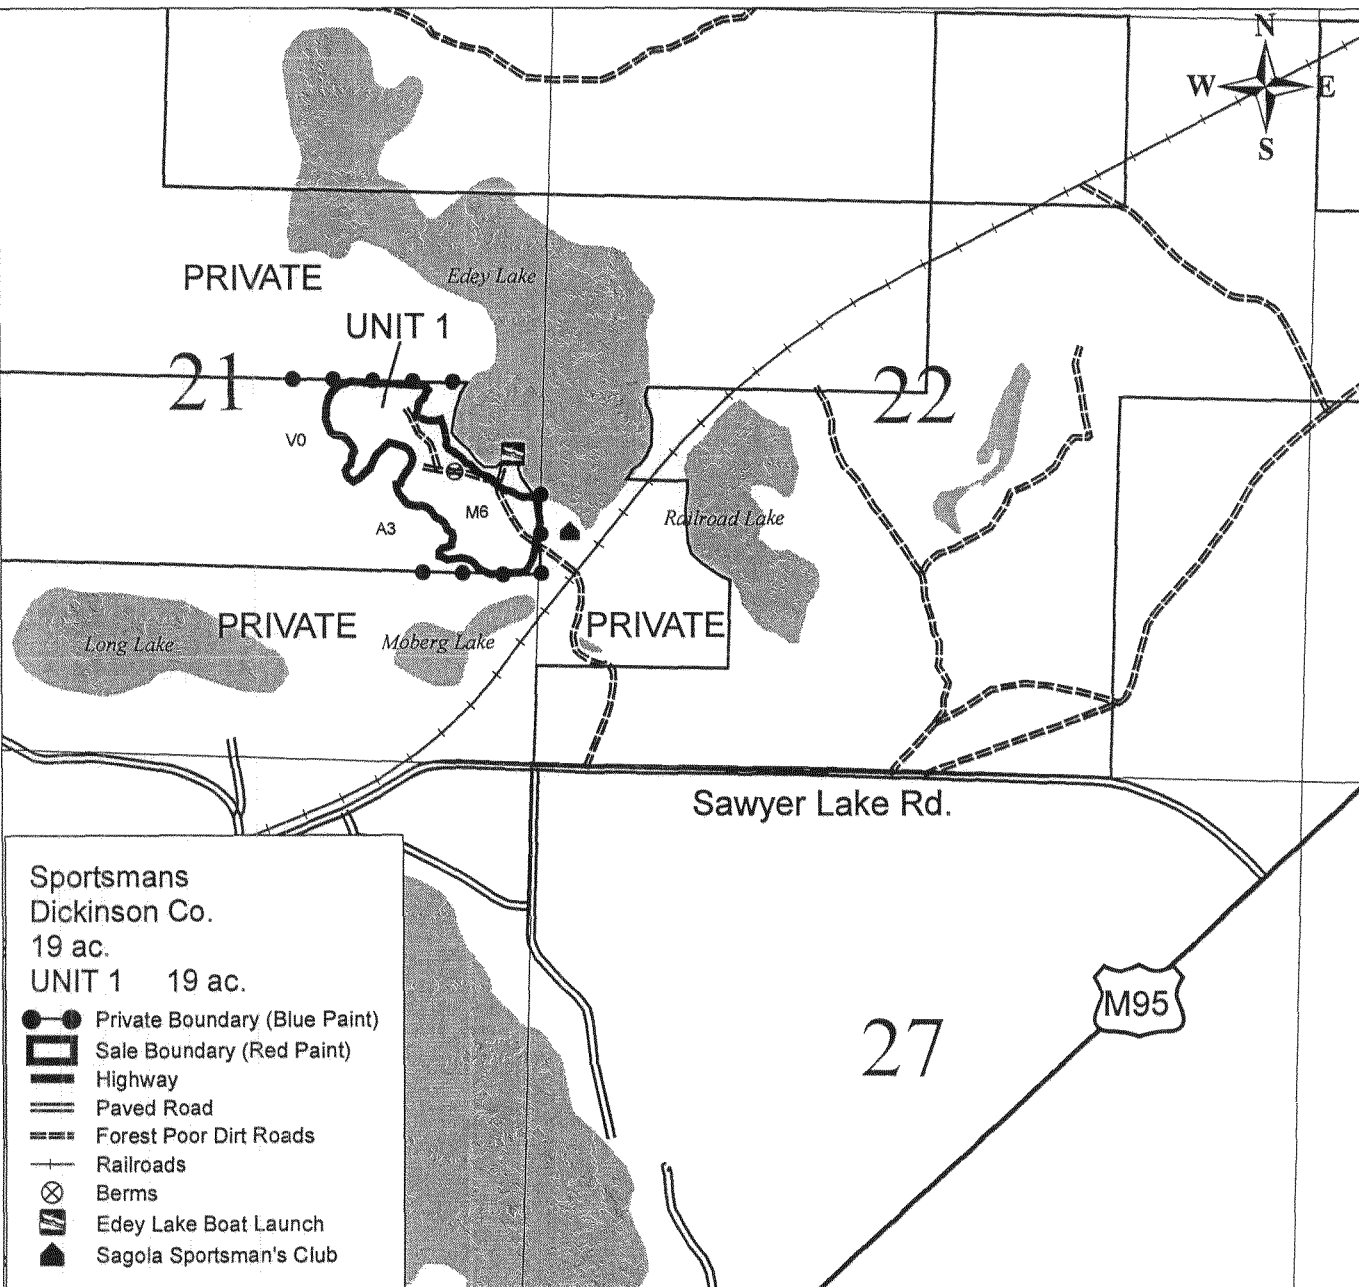 N
W E
S
PRIVATE
Edey Lake
UNIT 1
21
22
V0
M6
A3
Railroad Lake
PRIVATE
PRIVATE
Long Lake
Moberg Lake
Sawyer Lake Rd.
M95
27
Sportsmans
Dickinson Co.
19 ac.
UNIT 1 19 ac.
Private Boundary (Blue Paint)
Sale Boundary (Red Paint)
Highway
Paved Road
Forest Poor Dirt Roads
Railroads
Berms
Edey Lake Boat Launch
Sagola Sportsman's Club